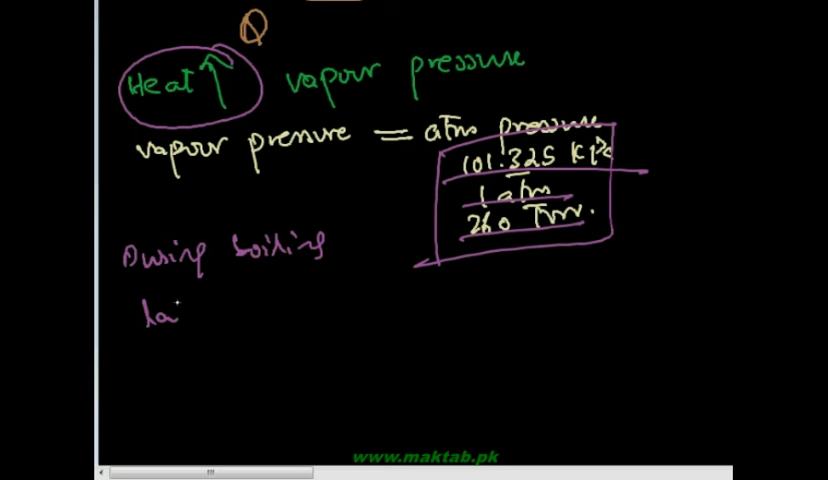 Q
Heat ↑ vapour pressure
vapour pressure = atm pressure
101.325 KPa
1 atm
760 Torr.
During boiling
la
www.maktab.pk